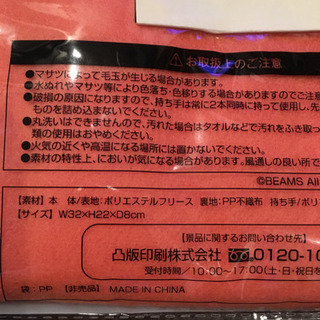 ⚠お取扱上のご注意
●マサツによって毛玉が生じる場合があります。
●水ぬれやマサツ等により色落ち・色移りする場合がありますのでご注意
●破損の原因になりますので、持ち手は常に2本同時に持って使用し、先
ものを詰め込まないでください。
●丸洗いはできませんので、汚れた場合はタオルなどで汚れをふき取っ
類の使用はおやめください。
●火気の近くや高温になる場所には置かないでください。
●素材の特性上、においが気になる場合があります。風通しの良い所で
©BEAMS All
【素材】本 体/表地:ポリエステルフリース 裏地:PP不織布 持ち手/ポリ
【サイズ】W32×H22×D8cm
【景品に関するお問い合わせ先】
凸版印刷株式会社 0120-10
受付時間/10:00〜17:00(土・日・祝日を
袋:PP 【非売品】 MADE IN CHINA